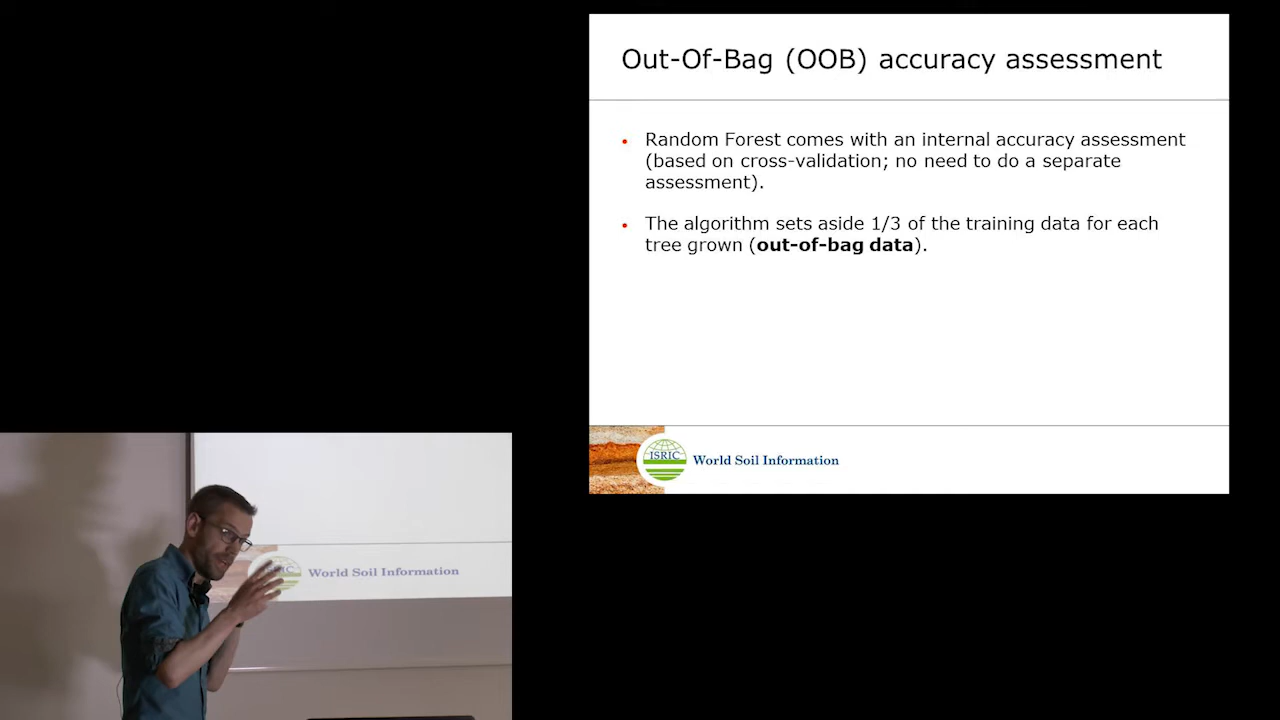 Out-Of-Bag (OOB) accuracy assessment
• Random Forest comes with an internal accuracy assessment
(based on cross-validation; no need to do a separate
assessment).
• The algorithm sets aside 1/3 of the training data for each
tree grown (out-of-bag data).
ISRIC
World Soil Information
World Soil Information